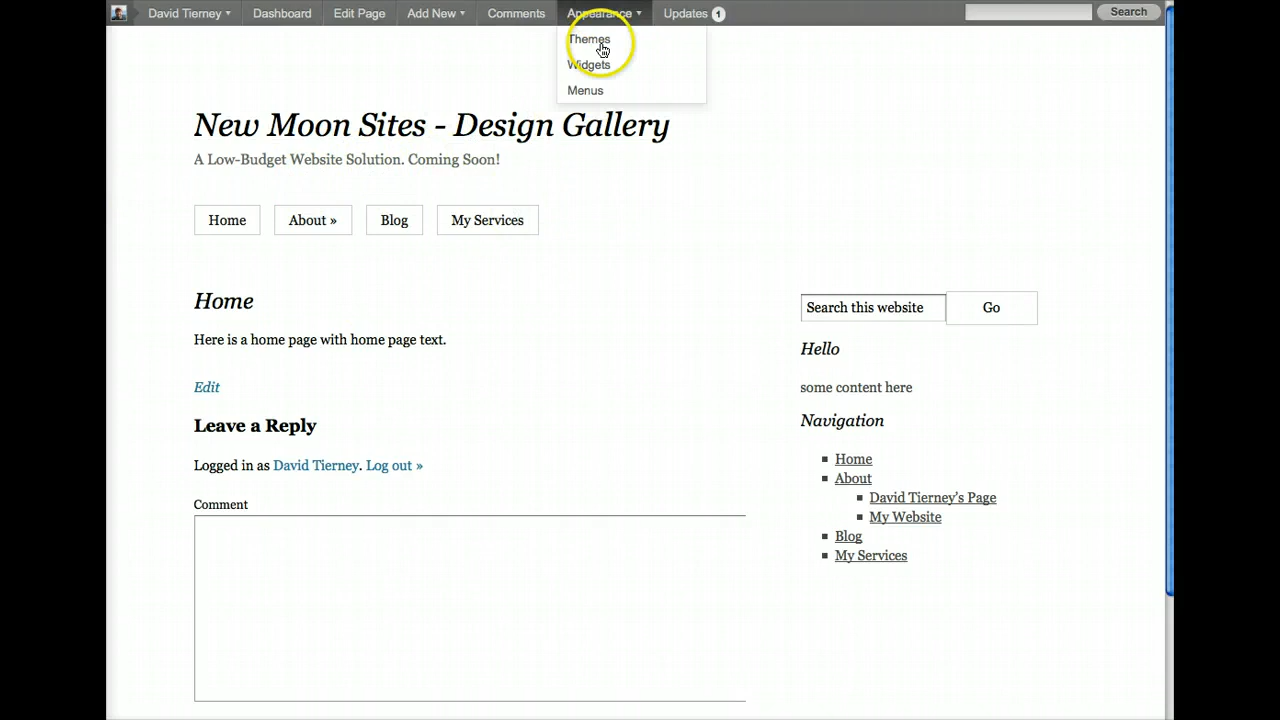 David Tierney Dashboard Edit Page Add New Comments Appearance Updates 1 Search
Themes
Widgets
Menus
New Moon Sites - Design Gallery
A Low-Budget Website Solution. Coming Soon!
Home About » Blog My Services
Home
Here is a home page with home page text.
Edit
Leave a Reply
Logged in as David Tierney. Log out »
Comment
Search this website Go
Hello
some content here
Navigation
Home
About
David Tierney's Page
My Website
Blog
My Services